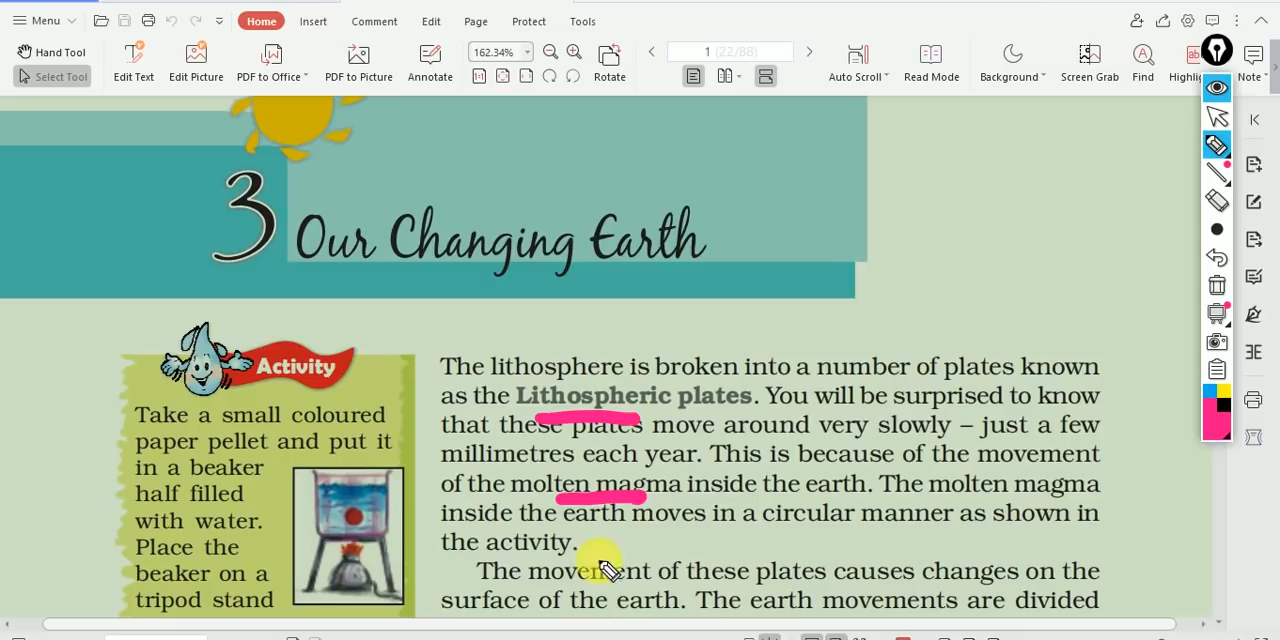 Menu
Home
Insert
Comment
Edit
Page
Protect
Tools
Hand Tool
Select Tool
Edit Text
Edit Picture
PDF to Office
PDF to Picture
Annotate
162.34%
Rotate
1 (22/88)
Auto Scroll
Read Mode
Background
Screen Grab
Find
Note
3 Our Changing Earth
Activity
Take a small coloured
paper pellet and put it
in a beaker
half filled
with water.
Place the
beaker on a
tripod stand
The lithosphere is broken into a number of plates known
as the Lithospheric plates. You will be surprised to know
that these plates move around very slowly – just a few
millimetres each year. This is because of the movement
of the molten magma inside the earth. The molten magma
inside the earth moves in a circular manner as shown in
the activity.
The movement of these plates causes changes on the
surface of the earth. The earth movements are divided